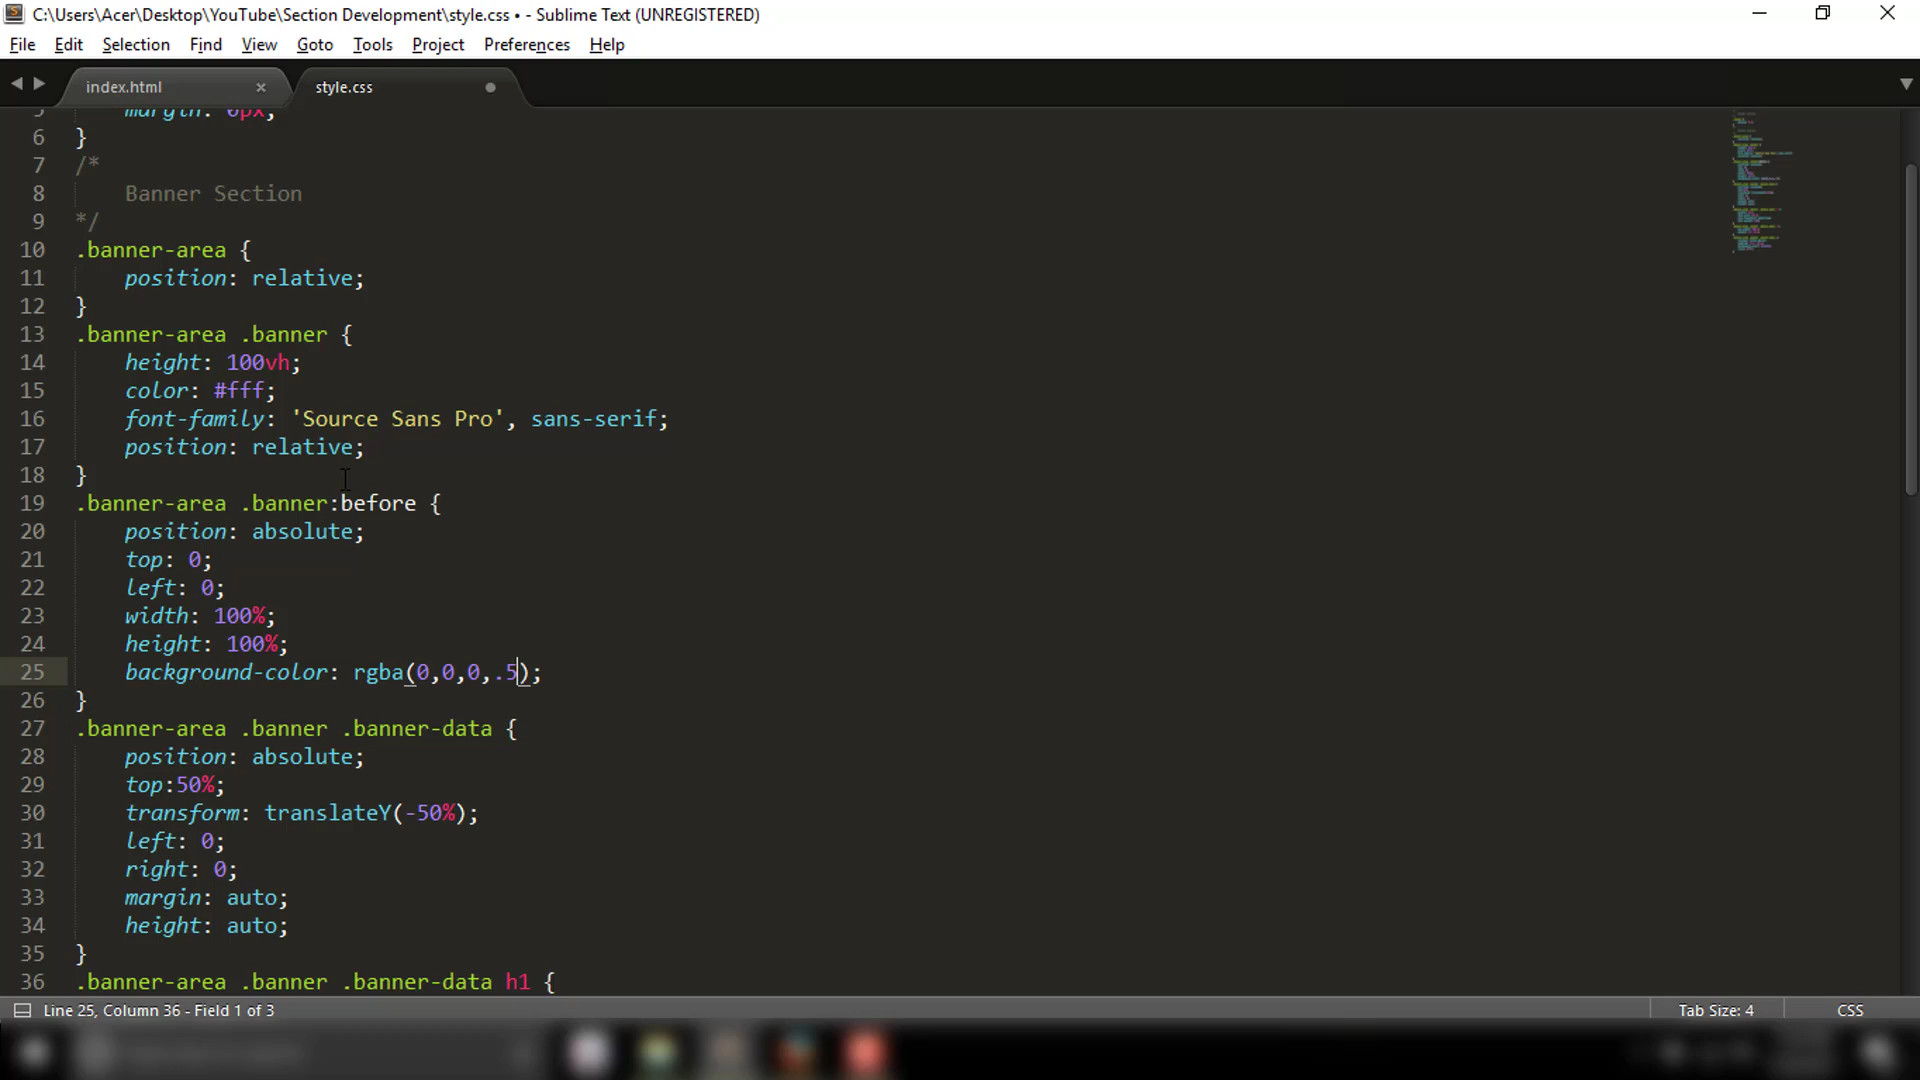 C:\Users\Acer\Desktop\YouTube\Section Development\style.css • - Sublime Text (UNREGISTERED)
File Edit Selection Find View Goto Tools Project Preferences Help
index.html × style.css
5 margin: 0px;
6 }
7 /*
8 Banner Section
9 */
10 .banner-area {
11 position: relative;
12 }
13 .banner-area .banner {
14 height: 100vh;
15 color: #fff;
16 font-family: 'Source Sans Pro', sans-serif;
17 position: relative;
18 }
19 .banner-area .banner:before {
20 position: absolute;
21 top: 0;
22 left: 0;
23 width: 100%;
24 height: 100%;
25 background-color: rgba(0,0,0,.5);
26 }
27 .banner-area .banner .banner-data {
28 position: absolute;
29 top:50%;
30 transform: translateY(-50%);
31 left: 0;
32 right: 0;
33 margin: auto;
34 height: auto;
35 }
36 .banner-area .banner .banner-data h1 {
Line 25, Column 36 - Field 1 of 3 Tab Size: 4 CSS